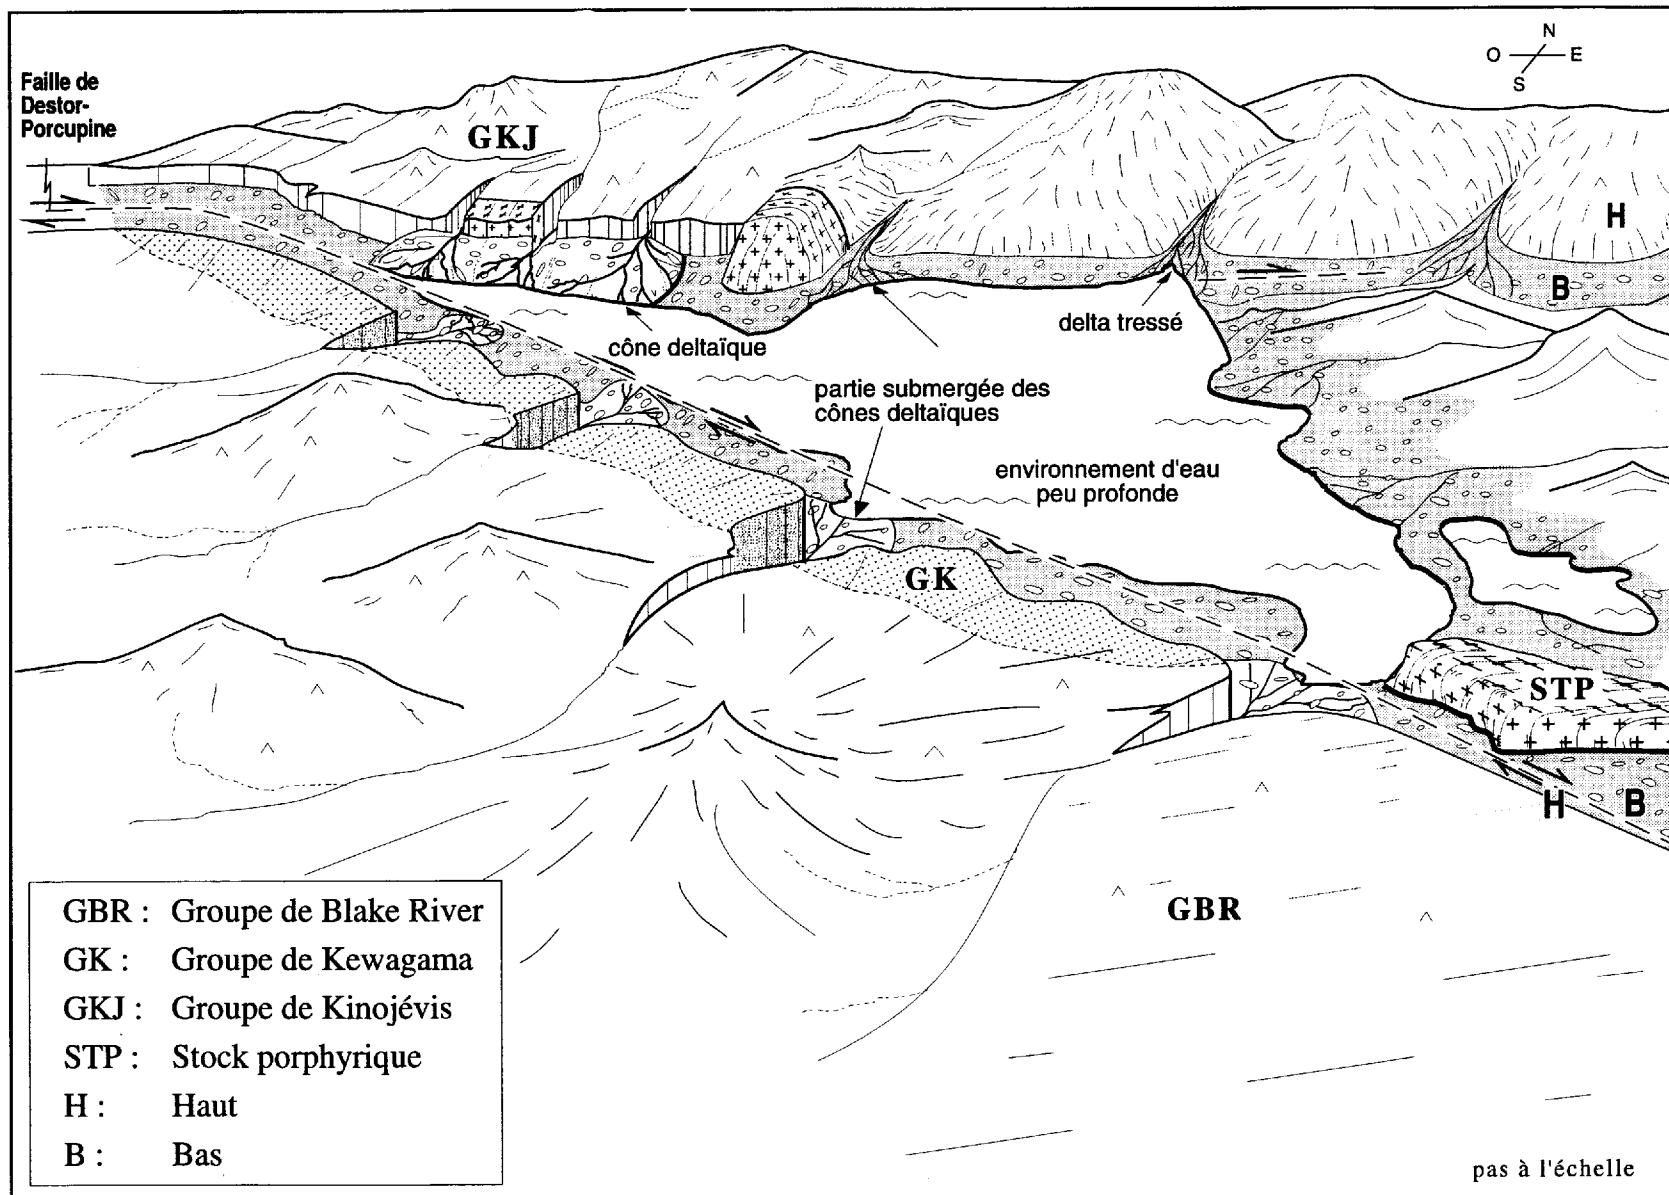 N
O E
S
Faille de
Destor-
Porcupine
GKJ
H
B
delta tressé
cône deltaïque
partie submergée des
cônes deltaïques
environnement d'eau
peu profonde
GK
STP
H B
GBR
GBR : Groupe de Blake River
GK : Groupe de Kewagama
GKJ : Groupe de Kinojévis
STP : Stock porphyrique
H : Haut
B : Bas
pas à l'échelle